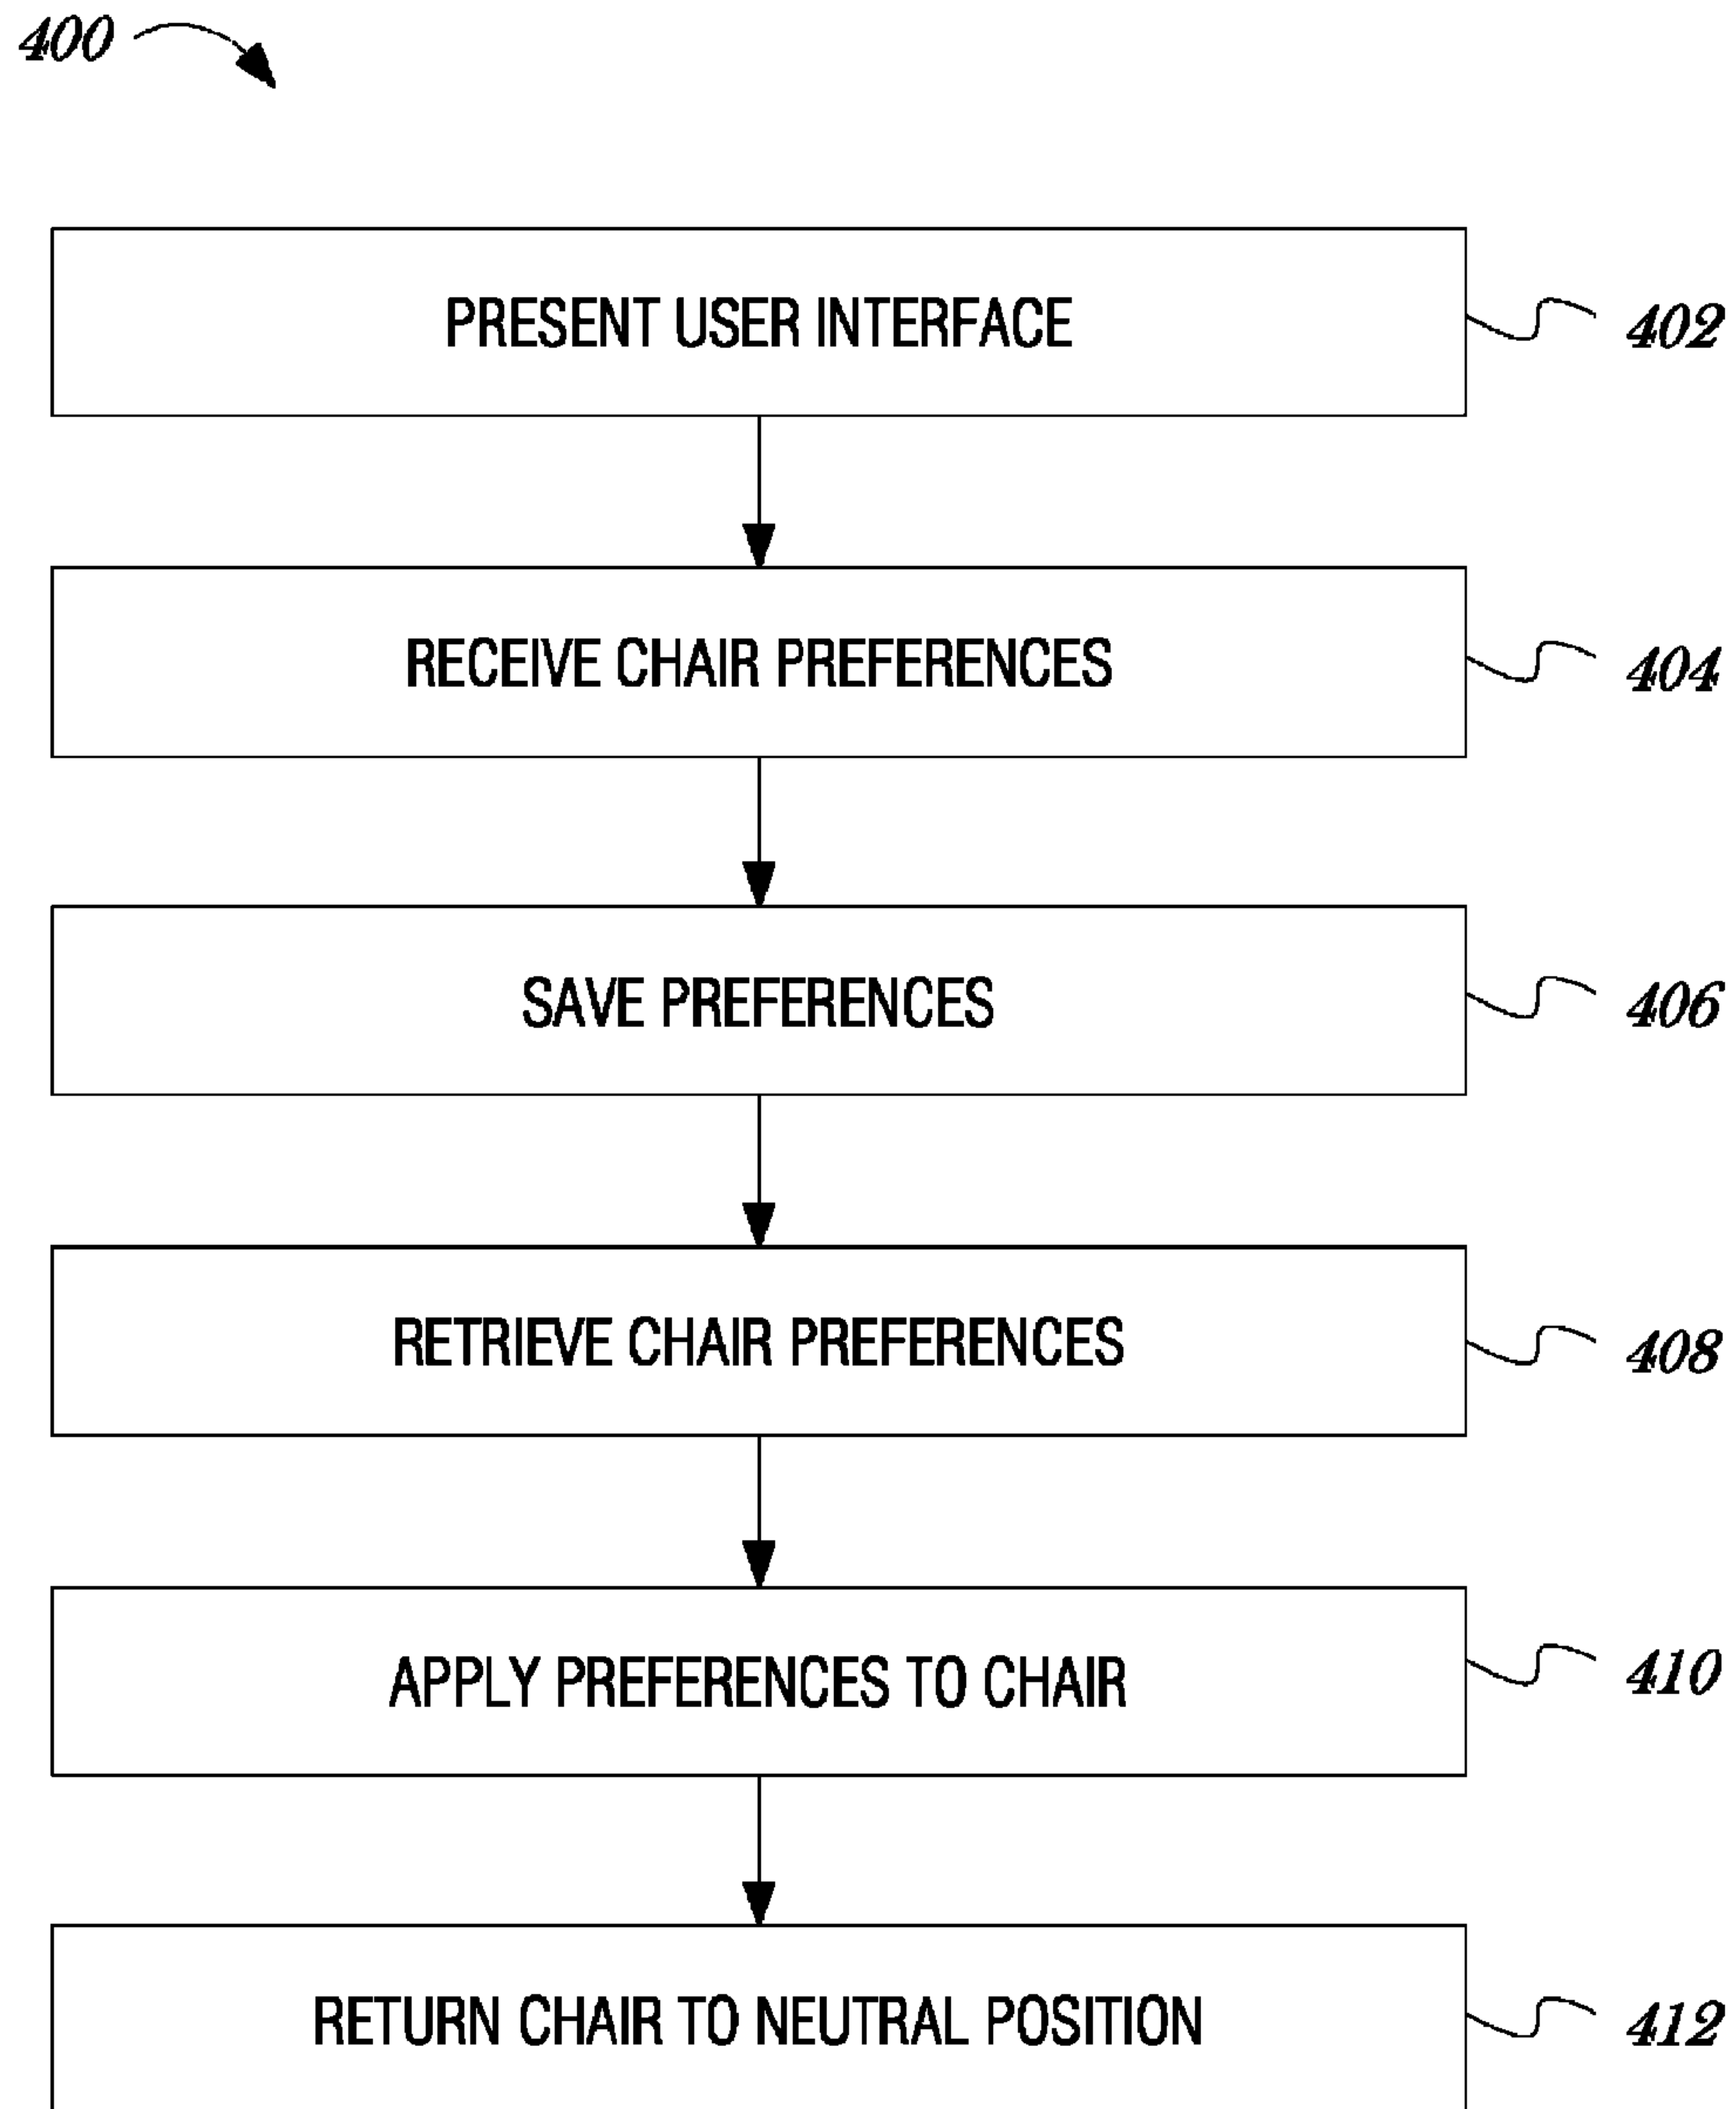 400
PRESENT USER INTERFACE
402
RECEIVE CHAIR PREFERENCES
404
SAVE PREFERENCES
406
RETRIEVE CHAIR PREFERENCES
408
APPLY PREFERENCES TO CHAIR
410
RETURN CHAIR TO NEUTRAL POSITION
412